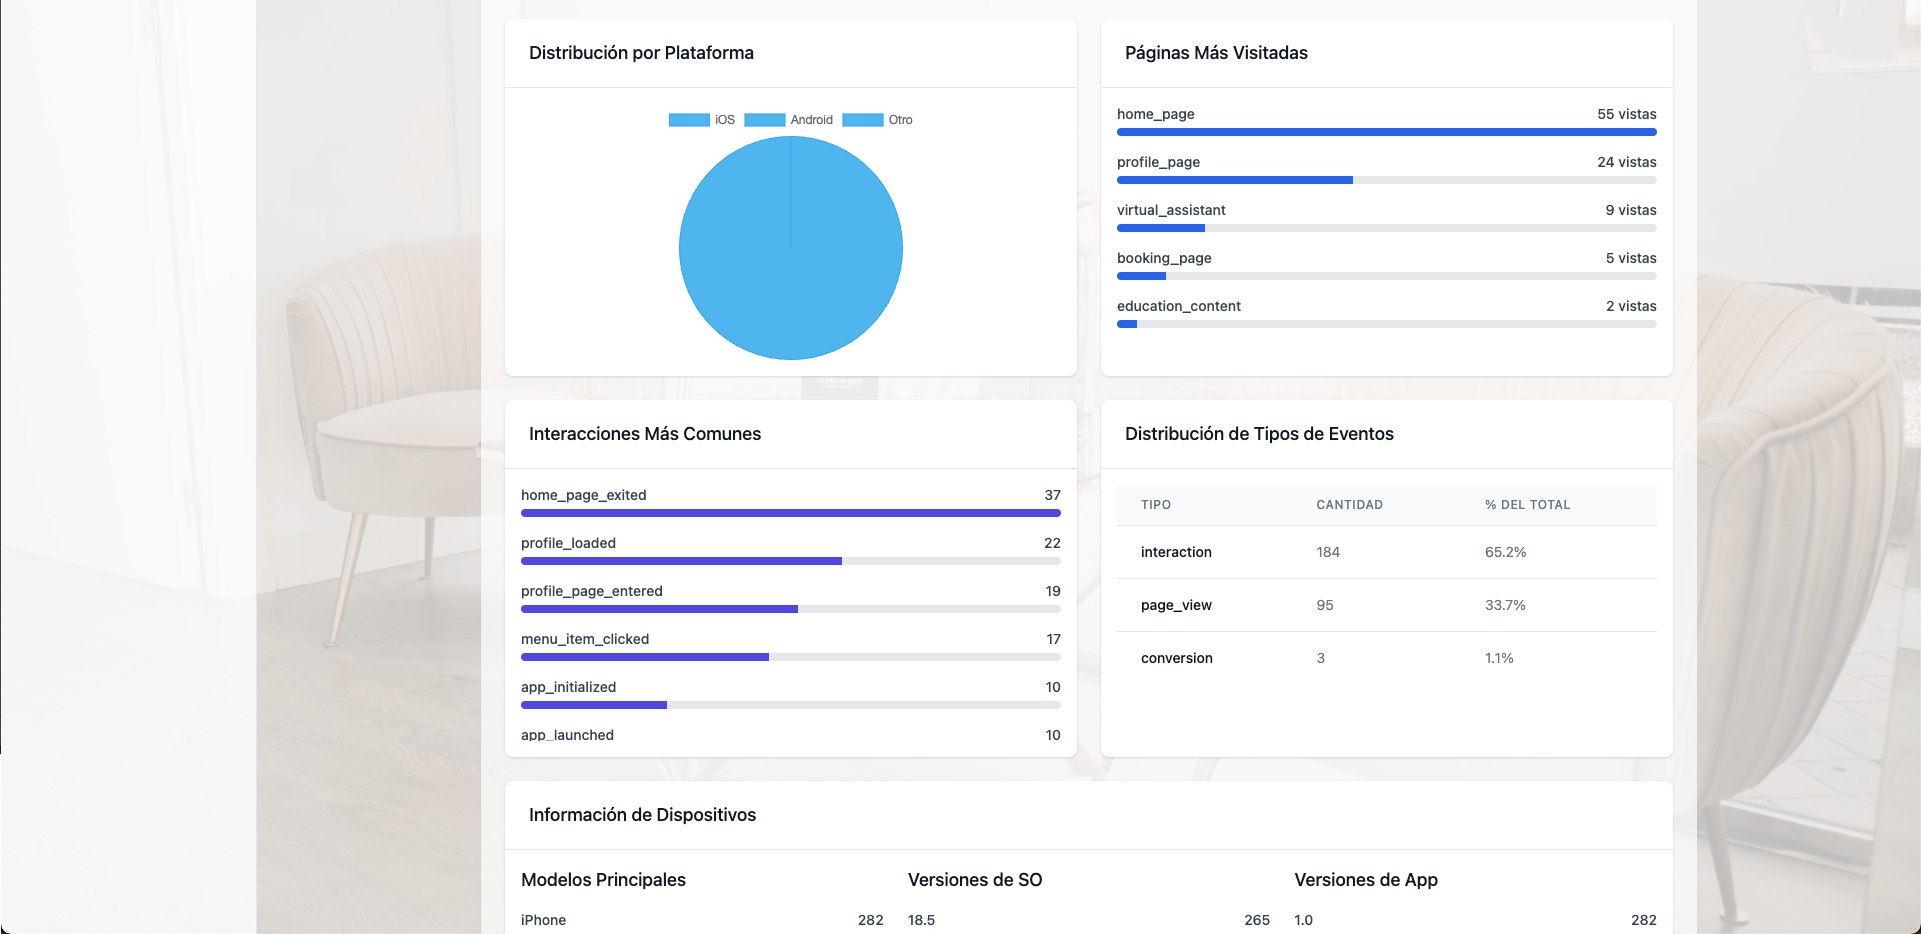 Distribución por Plataforma
iOS Android Otro
Páginas Más Visitadas
home_page 55 vistas
profile_page 24 vistas
virtual_assistant 9 vistas
booking_page 5 vistas
education_content 2 vistas
Interacciones Más Comunes
home_page_exited 37
profile_loaded 22
profile_page_entered 19
menu_item_clicked 17
app_initialized 10
app_launched 10
Distribución de Tipos de Eventos
TIPO CANTIDAD % DEL TOTAL
interaction 184 65.2%
page_view 95 33.7%
conversion 3 1.1%
Información de Dispositivos
Modelos Principales
iPhone 282
Versiones de SO
18.5 265
Versiones de App
1.0 282